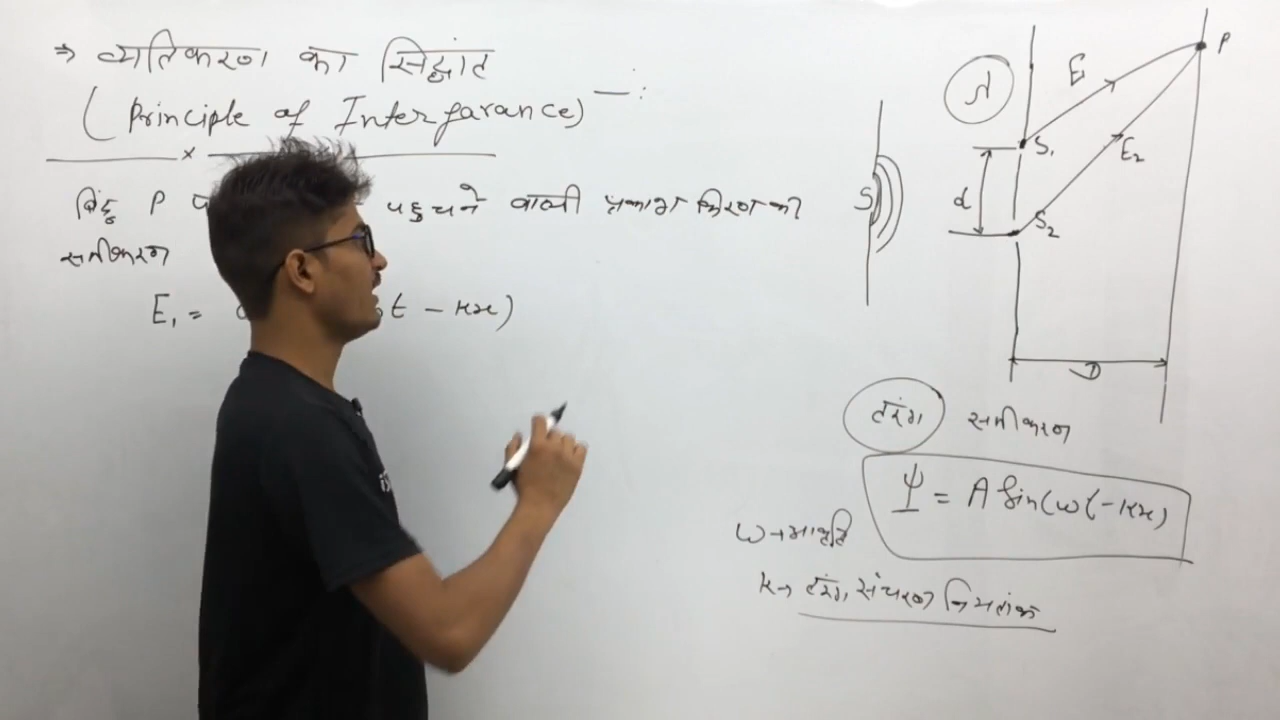 ⇒ व्यतिकरण का सिद्धांत
(Principle of Interfarance) —:
बिंदु P पहुचने वाली प्रकाश किरण का
समीकरण
E₁ = t - kx)
S
S₁
S₂
d
E
E₂
P
D
तरंग समीकरण
Ψ = A Sin(ωt - kx)
ω → आवृति
k → तरंग, संचरण नियतांक